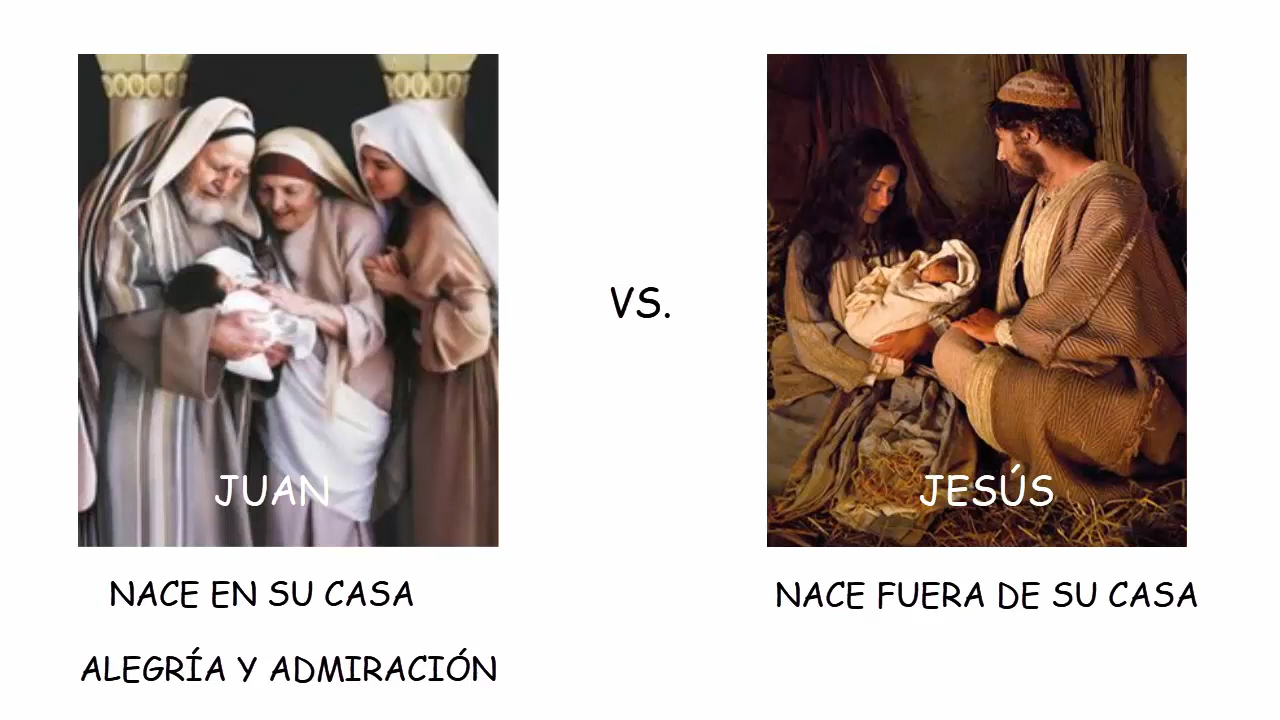 JUAN
VS.
JESÚS
NACE EN SU CASA
NACE FUERA DE SU CASA
ALEGRÍA Y ADMIRACIÓN